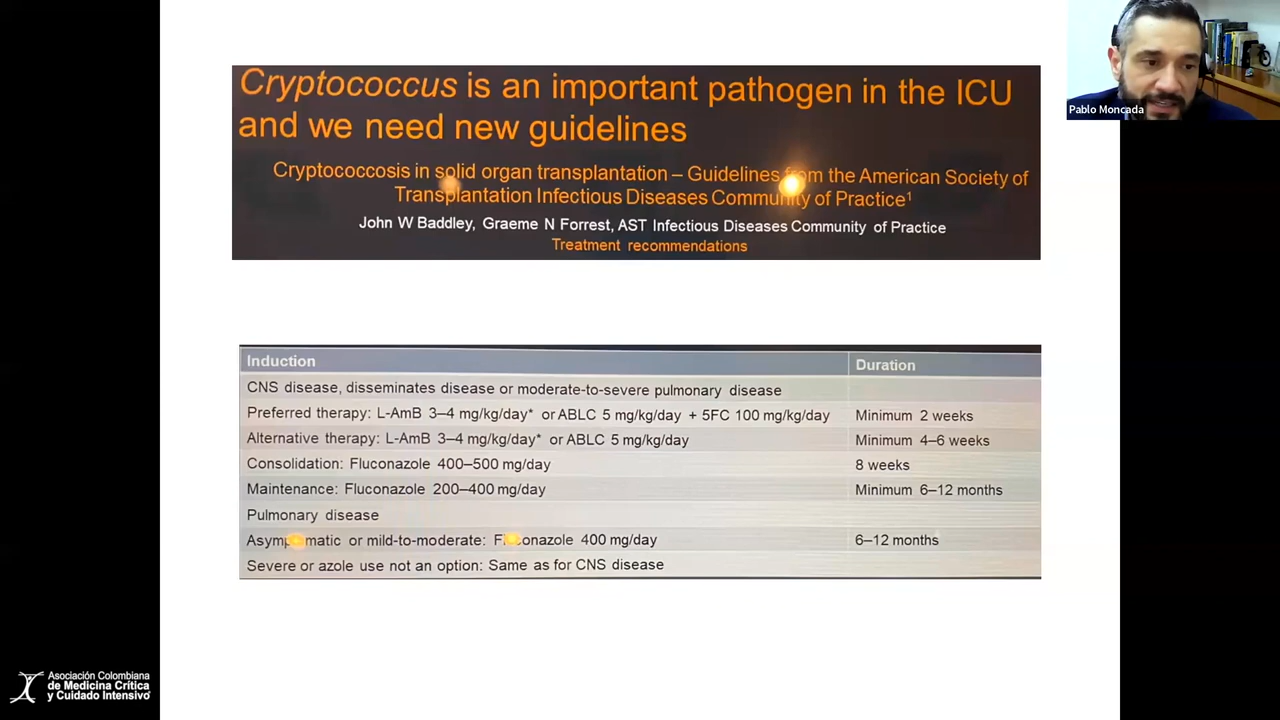 Cryptococcus is an important pathogen in the ICU
and we need new guidelines
Cryptococcosis in solid organ transplantation – Guidelines from the American Society of
Transplantation Infectious Diseases Community of Practice¹
John W Baddley, Graeme N Forrest, AST Infectious Diseases Community of Practice
Treatment recommendations
Pablo Moncada
Induction Duration
CNS disease, disseminates disease or moderate-to-severe pulmonary disease
Preferred therapy: L-AmB 3–4 mg/kg/day* or ABLC 5 mg/kg/day + 5FC 100 mg/kg/day Minimum 2 weeks
Alternative therapy: L-AmB 3–4 mg/kg/day* or ABLC 5 mg/kg/day Minimum 4–6 weeks
Consolidation: Fluconazole 400–500 mg/day 8 weeks
Maintenance: Fluconazole 200–400 mg/day Minimum 6–12 months
Pulmonary disease
Asymptomatic or mild-to-moderate: Fluconazole 400 mg/day 6–12 months
Severe or azole use not an option: Same as for CNS disease
Asociación Colombiana
de Medicina Crítica
y Cuidado Intensivo